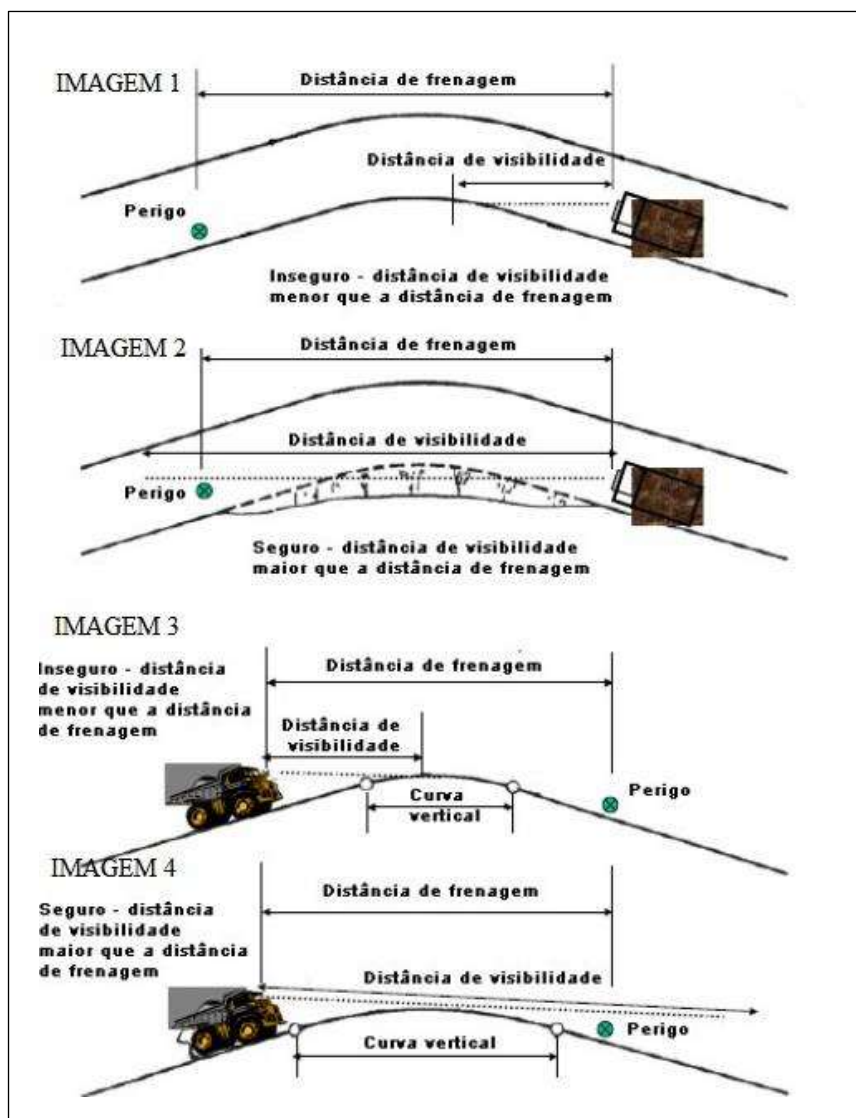 IMAGEM 1
Distância de frenagem
Distância de visibilidade
Perigo
Inseguro - distância de visibilidade
menor que a distância de frenagem
IMAGEM 2
Distância de frenagem
Distância de visibilidade
Perigo
Seguro - distância de visibilidade
maior que a distância de frenagem
IMAGEM 3
Inseguro - distância
de visibilidade
menor que a distância
de frenagem
Distância de frenagem
Distância de
visibilidade
Curva
vertical
Perigo
IMAGEM 4
Seguro - distância
de visibilidade
maior que a distância
de frenagem
Distância de frenagem
Distância de visibilidade
Perigo
Curva vertical